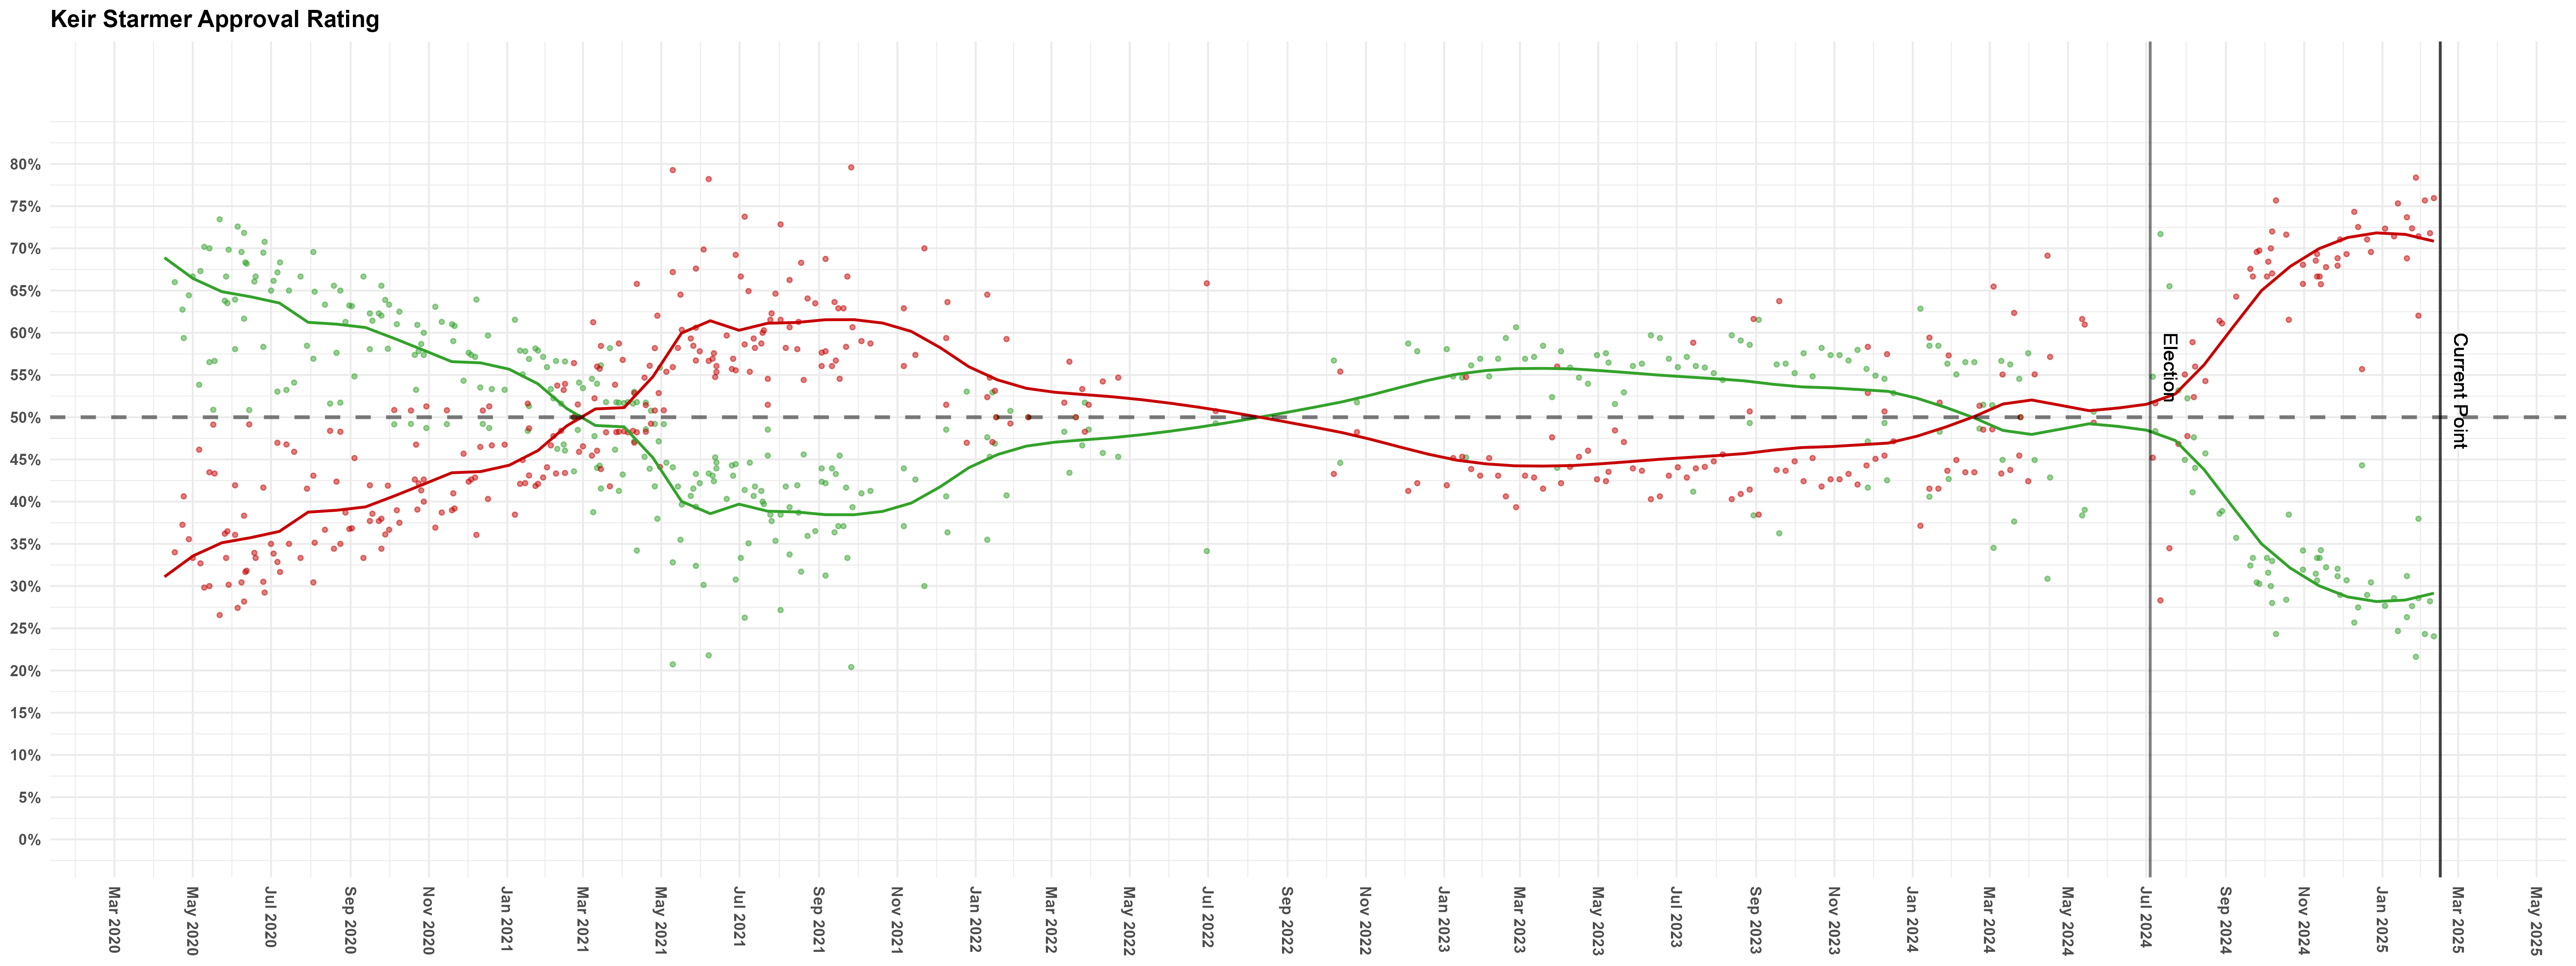 Keir Starmer Approval Rating
80%
75%
70%
65%
60%
55%
50%
45%
40%
35%
30%
25%
20%
15%
10%
5%
0%
Election
Current Point
Mar 2020
May 2020
Jul 2020
Sep 2020
Nov 2020
Jan 2021
Mar 2021
May 2021
Jul 2021
Sep 2021
Nov 2021
Jan 2022
Mar 2022
May 2022
Jul 2022
Sep 2022
Nov 2022
Jan 2023
Mar 2023
May 2023
Jul 2023
Sep 2023
Nov 2023
Jan 2024
Mar 2024
May 2024
Jul 2024
Sep 2024
Nov 2024
Jan 2025
Mar 2025
May 2025